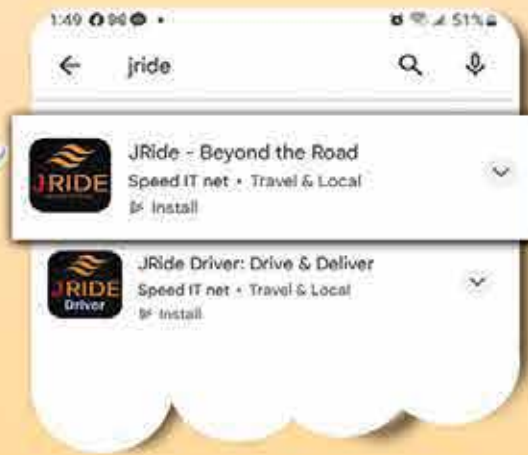 1:49 51%
jride
JRIDE
JRide - Beyond the Road
Speed IT net • Travel & Local
Install
JRIDE
Driver
JRide Driver: Drive & Deliver
Speed IT net • Travel & Local
Install